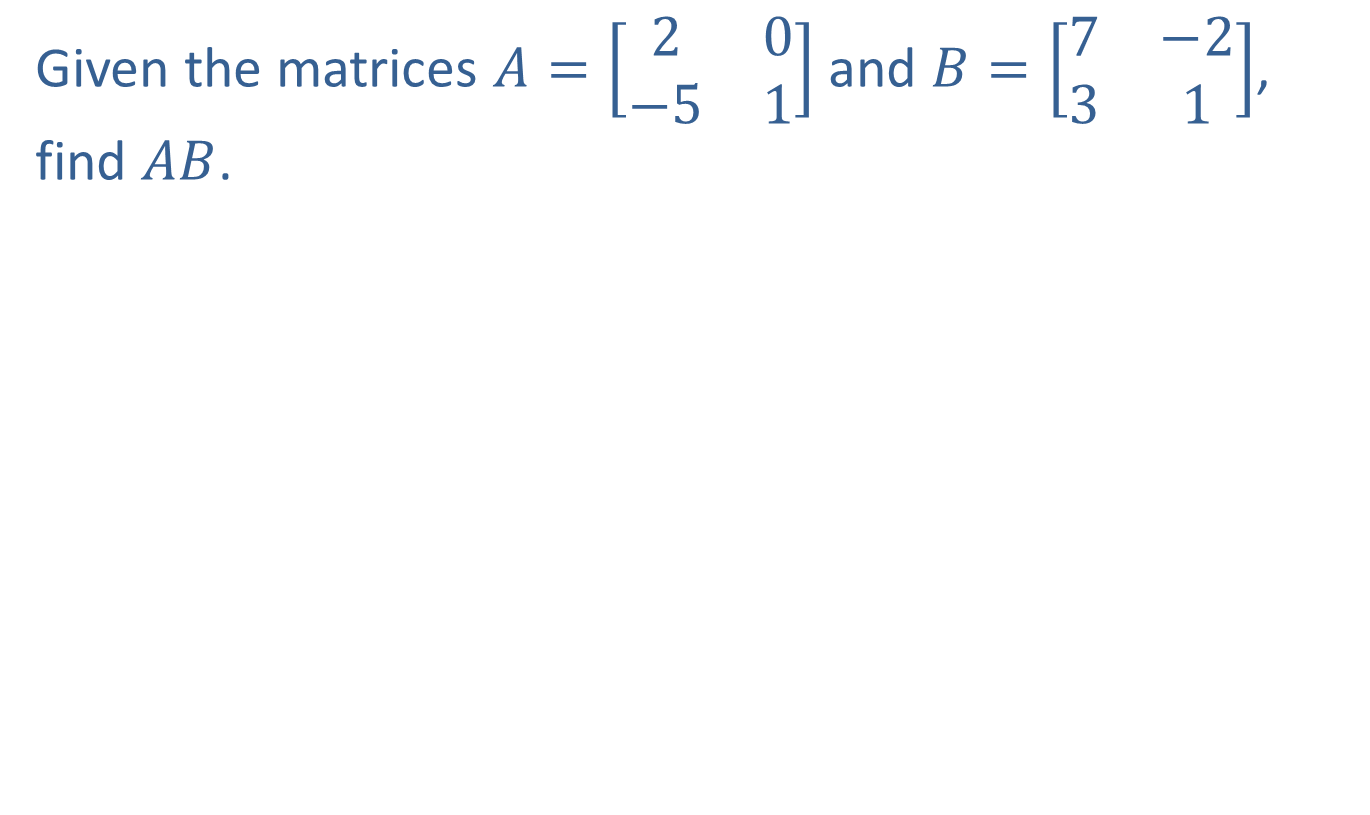 Given the matrices A = [2 0; −5 1] and B = [7 −2; 3 1],
find AB.